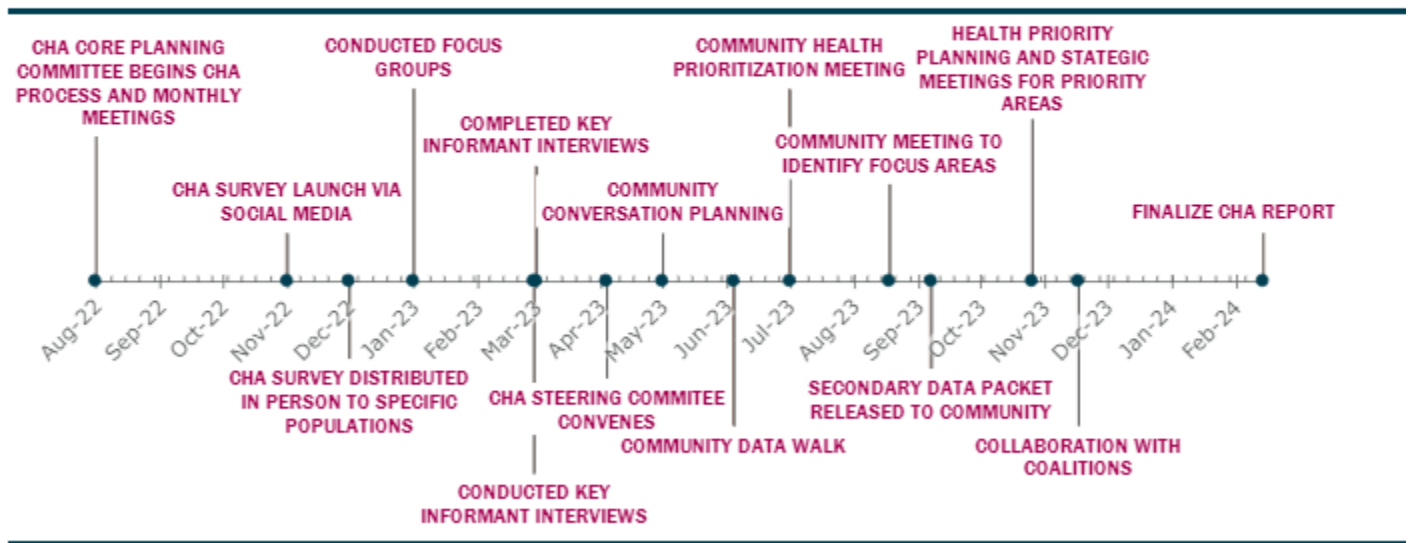 CHA CORE PLANNING
COMMITTEE BEGINS CHA
PROCESS AND MONTHLY
MEETINGS
CONDUCTED FOCUS
GROUPS
COMMUNITY HEALTH
PRIORITIZATION MEETING
HEALTH PRIORITY
PLANNING AND STATEGIC
MEETINGS FOR PRIORITY
AREAS
COMPLETED KEY
INFORMANT INTERVIEWS
COMMUNITY MEETING TO
IDENTIFY FOCUS AREAS
CHA SURVEY LAUNCH VIA
SOCIAL MEDIA
COMMUNITY
CONVERSATION PLANNING
FINALIZE CHA REPORT
Aug-22
Sep-22
Oct-22
Nov-22
Dec-22
Jan-23
Feb-23
Mar-23
Apr-23
May-23
Jun-23
Jul-23
Aug-23
Sep-23
Oct-23
Nov-23
Dec-23
Jan-24
Feb-24
CHA SURVEY DISTRIBUTED
IN PERSON TO SPECIFIC
POPULATIONS
CHA STEERING COMMITEE
CONVENES
SECONDARY DATA PACKET
RELEASED TO COMMUNITY
COMMUNITY DATA WALK
COLLABORATION WITH
COALITIONS
CONDUCTED KEY
INFORMANT INTERVIEWS